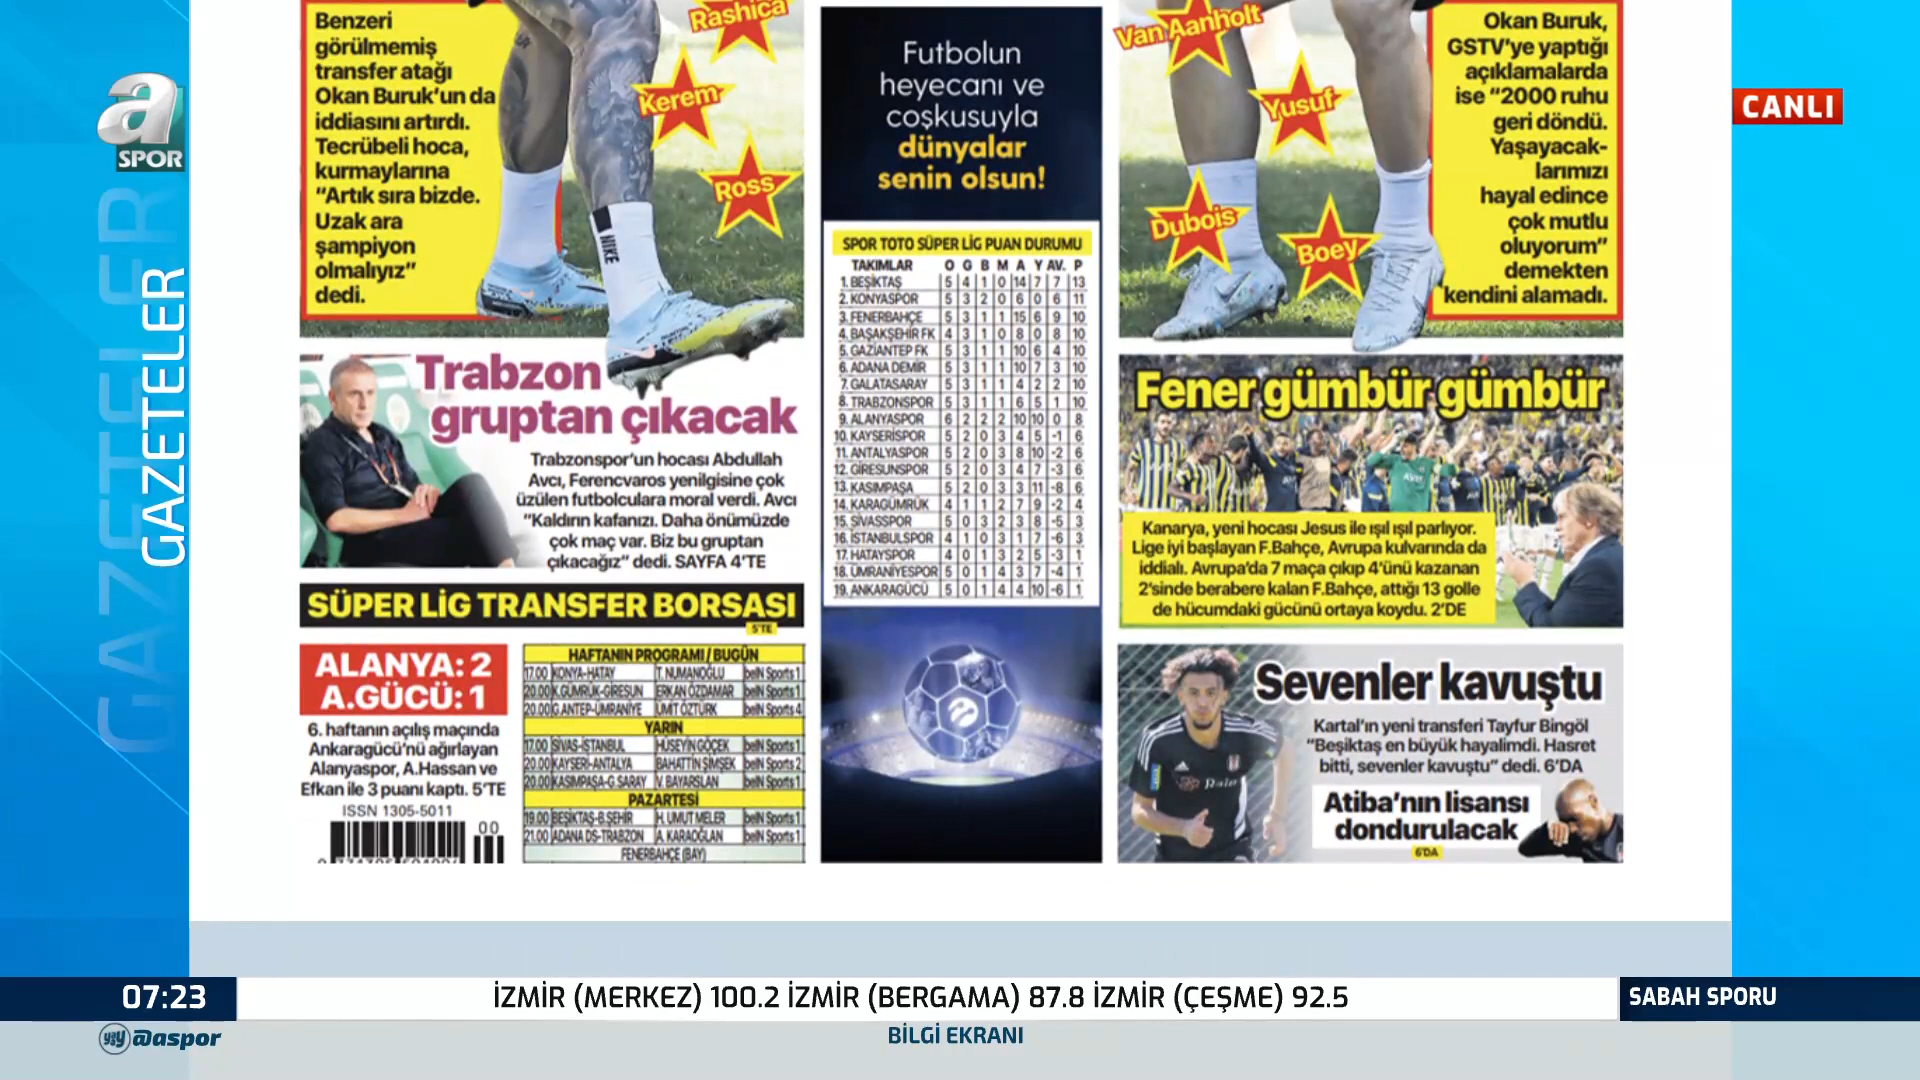 a
SPOR
GAZETELER
GAZETELER
CANLI
Benzeri
görülmemiş
transfer atağı
Okan Buruk'un da
iddiasını artırdı.
Tecrübeli hoca,
kurmaylarına
"Artık sıra bizde.
Uzak ara
şampiyon
olmalıyız"
dedi.
Rashica
Kerem
Ross
NIKE
Futbolun
heyecanı ve
coşkusuyla
dünyalar
senin olsun!
Van Aanholt
Yusuf
Dubois
Boey
Okan Buruk,
GSTV'ye yaptığı
açıklamalarda
ise "2000 ruhu
geri döndü.
Yaşayacak-
larımızı
hayal edince
çok mutlu
oluyorum"
demekten
kendini alamadı.
SPOR TOTO SÜPER LİG PUAN DURUMU
TAKIMLAR O G B M A Y AV. P
1. BEŞİKTAŞ 5 4 1 0 14 7 7 13
2. KONYASPOR 5 3 2 0 6 0 6 11
3. FENERBAHÇE 5 3 1 1 15 6 9 10
4. BAŞAKŞEHİR FK 4 3 1 0 8 0 8 10
5. GAZİANTEP FK 5 3 1 1 10 6 4 10
6. ADANA DEMİR 5 3 1 1 10 7 3 10
7. GALATASARAY 5 3 1 1 4 2 2 10
8. TRABZONSPOR 5 3 1 1 6 5 1 10
9. ALANYASPOR 6 2 2 2 10 10 0 8
10. KAYSERİSPOR 5 2 0 3 4 5 -1 6
11. ANTALYASPOR 5 2 0 3 8 10 -2 6
12. GİRESUNSPOR 5 2 0 3 4 7 -3 6
13. KASIMPAŞA 5 2 0 3 3 11 -8 6
14. KARAGÜMRÜK 4 1 1 2 7 9 -2 4
15. SİVASSPOR 5 0 3 2 3 8 -5 3
16. İSTANBULSPOR 4 1 0 3 1 7 -6 3
17. HATAYSPOR 4 0 1 3 2 5 -3 1
18. ÜMRANİYESPOR 5 0 1 4 3 7 -4 1
19. ANKARAGÜCÜ 5 0 1 4 4 10 -6 1
Trabzon
gruptan çıkacak
Trabzonspor'un hocası Abdullah
Avcı, Ferencvaros yenilgisine çok
üzülen futbolculara moral verdi. Avcı
"Kaldırın kafanızı. Daha önümüzde
çok maç var. Biz bu gruptan
çıkacağız" dedi. SAYFA 4'TE
SÜPER LİG TRANSFER BORSASI
5'TE
ALANYA: 2
A.GÜCÜ: 1
6. haftanın açılış maçında
Ankaragücü'nü ağırlayan
Alanyaspor, A.Hassan ve
Efkan ile 3 puanı kaptı. 5'TE
ISSN 1305-5011
00
HAFTANIN PROGRAMI / BUGÜN
17.00 KONYA-HATAY T. NUMANOĞLU beIN Sports 1
20.00 K.GÜMRÜK-GİRESUN ERKAN ÖZDAMAR beIN Sports 1
20.00 G.ANTEP-ÜMRANİYE ÜMİT ÖZTÜRK beIN Sports 4
YARIN
17.00 SİVAS-İSTANBUL HÜSEYİN GÖÇEK beIN Sports 1
20.00 KAYSERİ-ANTALYA BAHATTİN ŞİMŞEK beIN Sports 2
20.00 KASIMPAŞA-G.SARAY V. BAYARSLAN beIN Sports 1
PAZARTESİ
19.00 BEŞİKTAŞ-B.ŞEHİR H. UMUT MELER beIN Sports 1
21.00 ADANA DS-TRABZON A. KARAOĞLAN beIN Sports 1
FENERBAHÇE (BAY)
Fener gümbür gümbür
Kanarya, yeni hocası Jesus ile ışıl ışıl parlıyor.
Lige iyi başlayan F.Bahçe, Avrupa kulvarında da
iddialı. Avrupa'da 7 maça çıkıp 4'ünü kazanan
2'sinde berabere kalan F.Bahçe, attığı 13 golle
de hücumdaki gücünü ortaya koydu. 2'DE
Sevenler kavuştu
Kartal'ın yeni transferi Tayfur Bingöl
"Beşiktaş en büyük hayalimdi. Hasret
bitti, sevenler kavuştu" dedi. 6'DA
Atiba'nın lisansı
dondurulacak
6'DA
07:23
İZMİR (MERKEZ) 100.2 İZMİR (BERGAMA) 87.8 İZMİR (ÇEŞME) 92.5
SABAH SPORU
@aspor
BİLGİ EKRANI